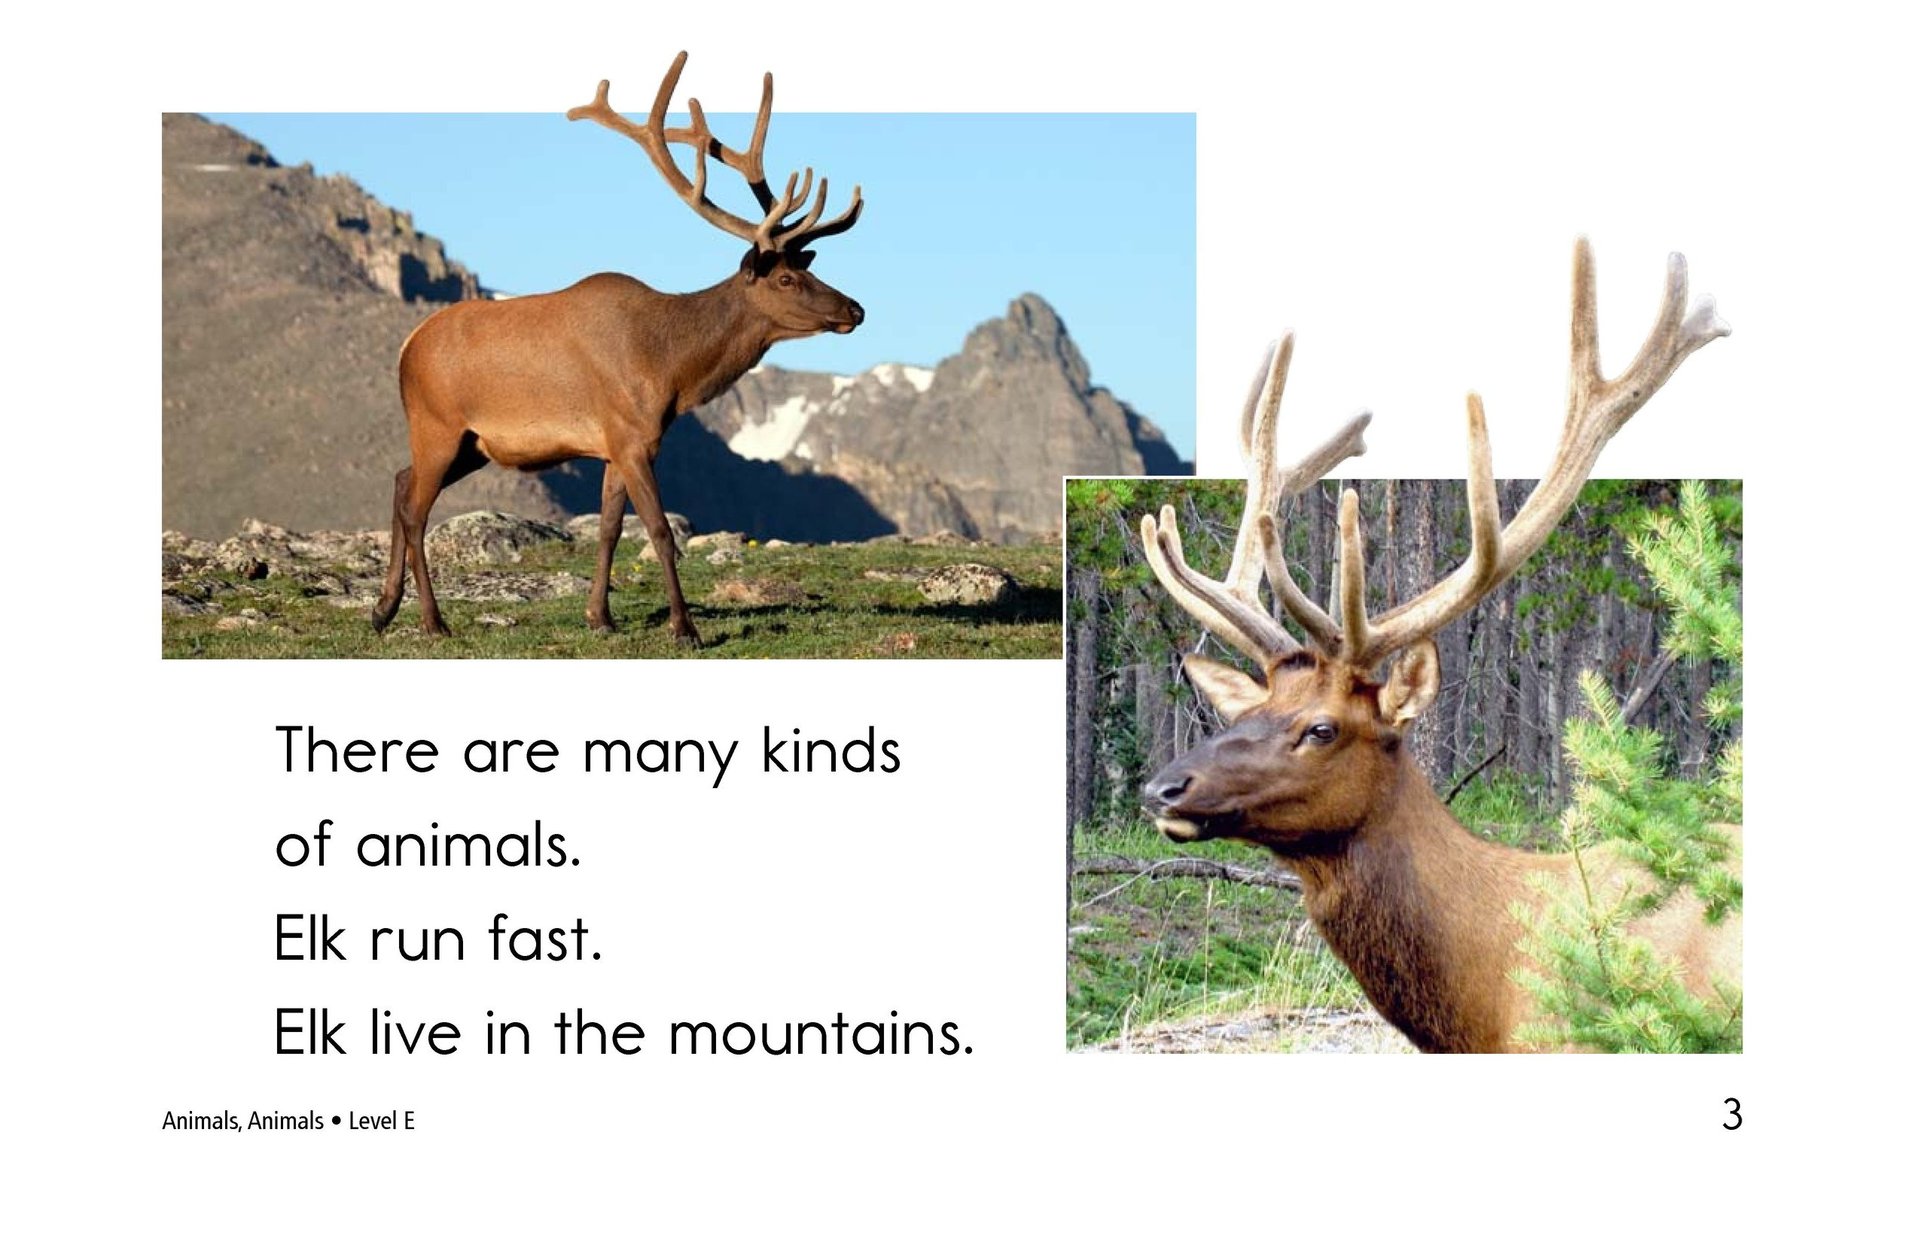 There are many kinds
of animals.
Elk run fast.
Elk live in the mountains.
Animals, Animals • Level E
3